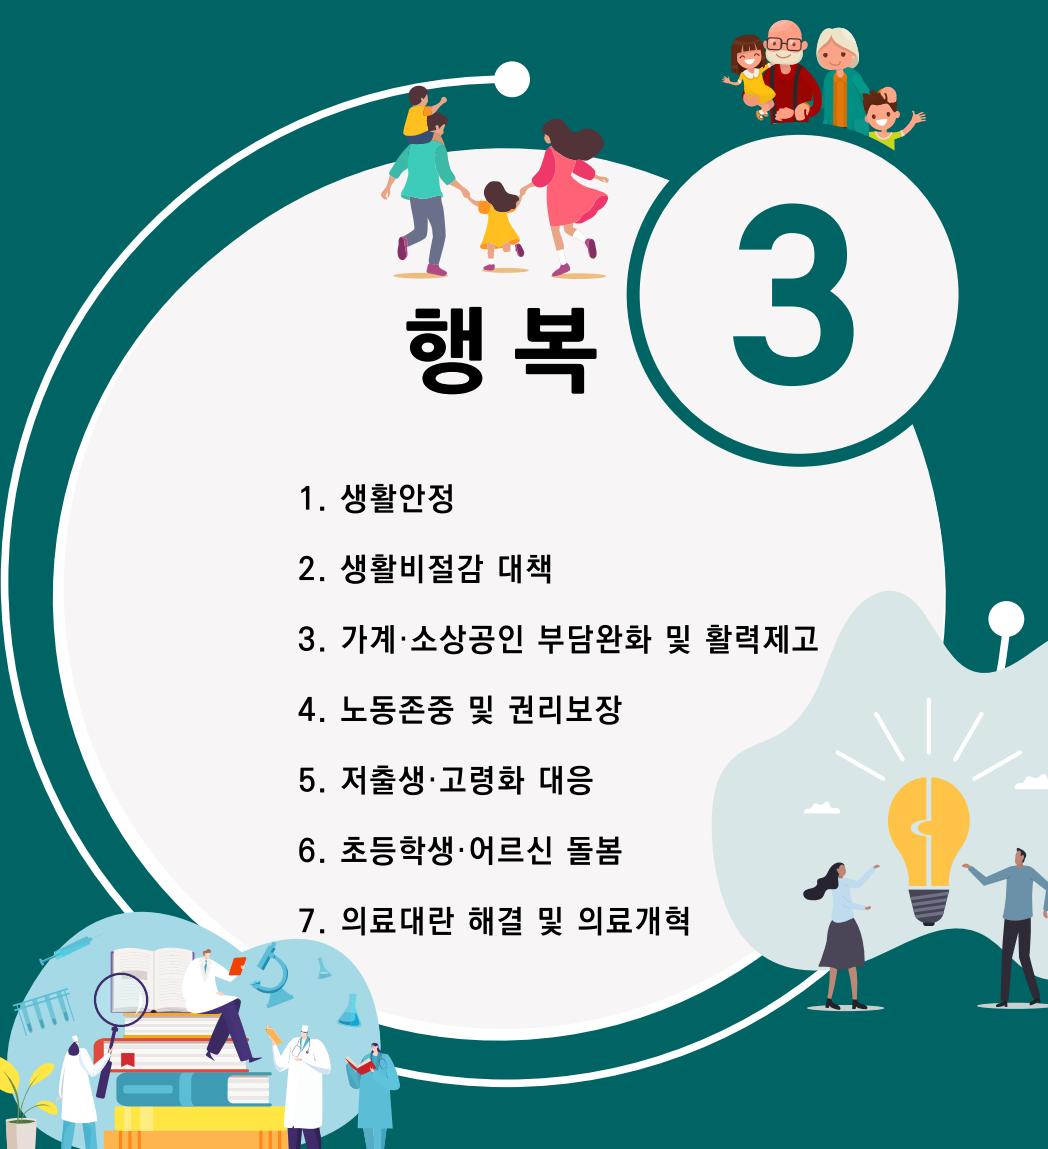 3
행 복
1. 생활안정
2. 생활비절감 대책
3. 가계·소상공인 부담완화 및 활력제고
4. 노동존중 및 권리보장
5. 저출생·고령화 대응
6. 초등학생·어르신 돌봄
7. 의료대란 해결 및 의료개혁